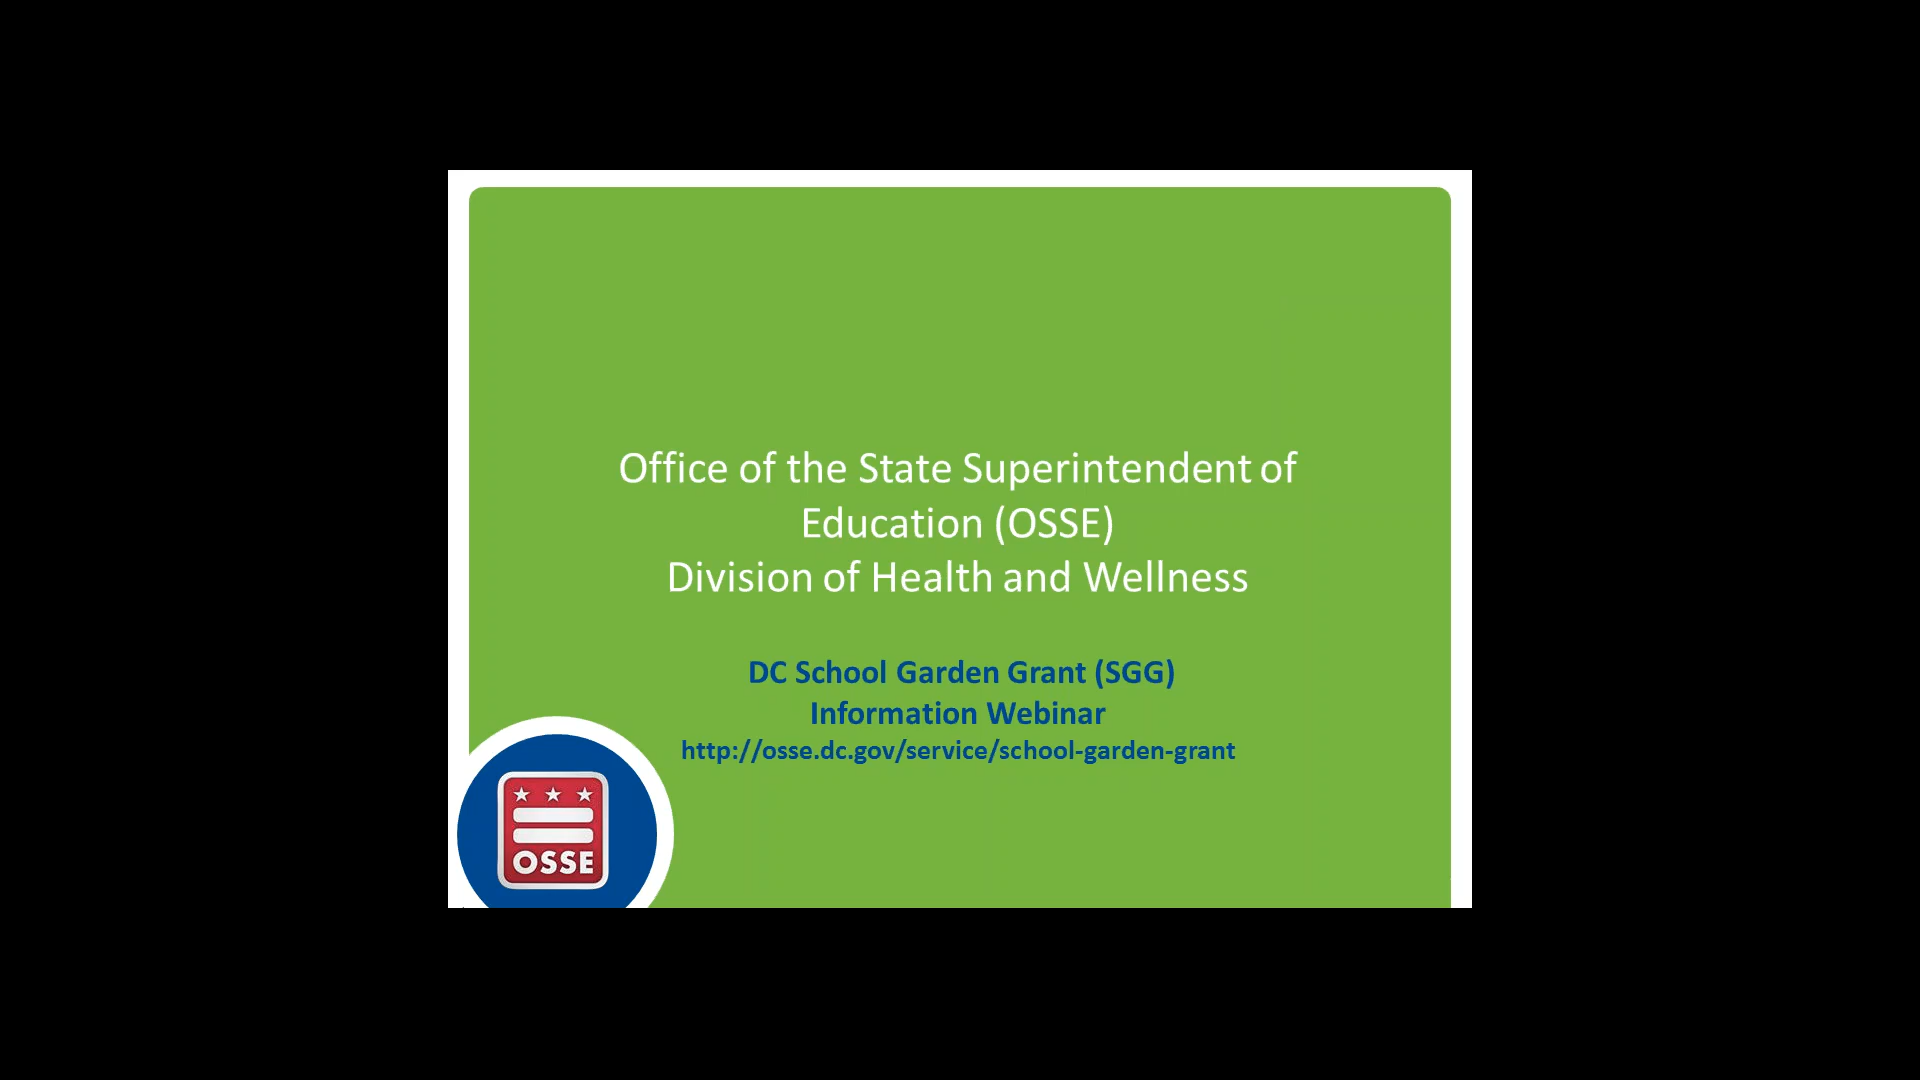 Office of the State Superintendent of
Education (OSSE)
Division of Health and Wellness
DC School Garden Grant (SGG)
Information Webinar
http://osse.dc.gov/service/school-garden-grant
OSSE